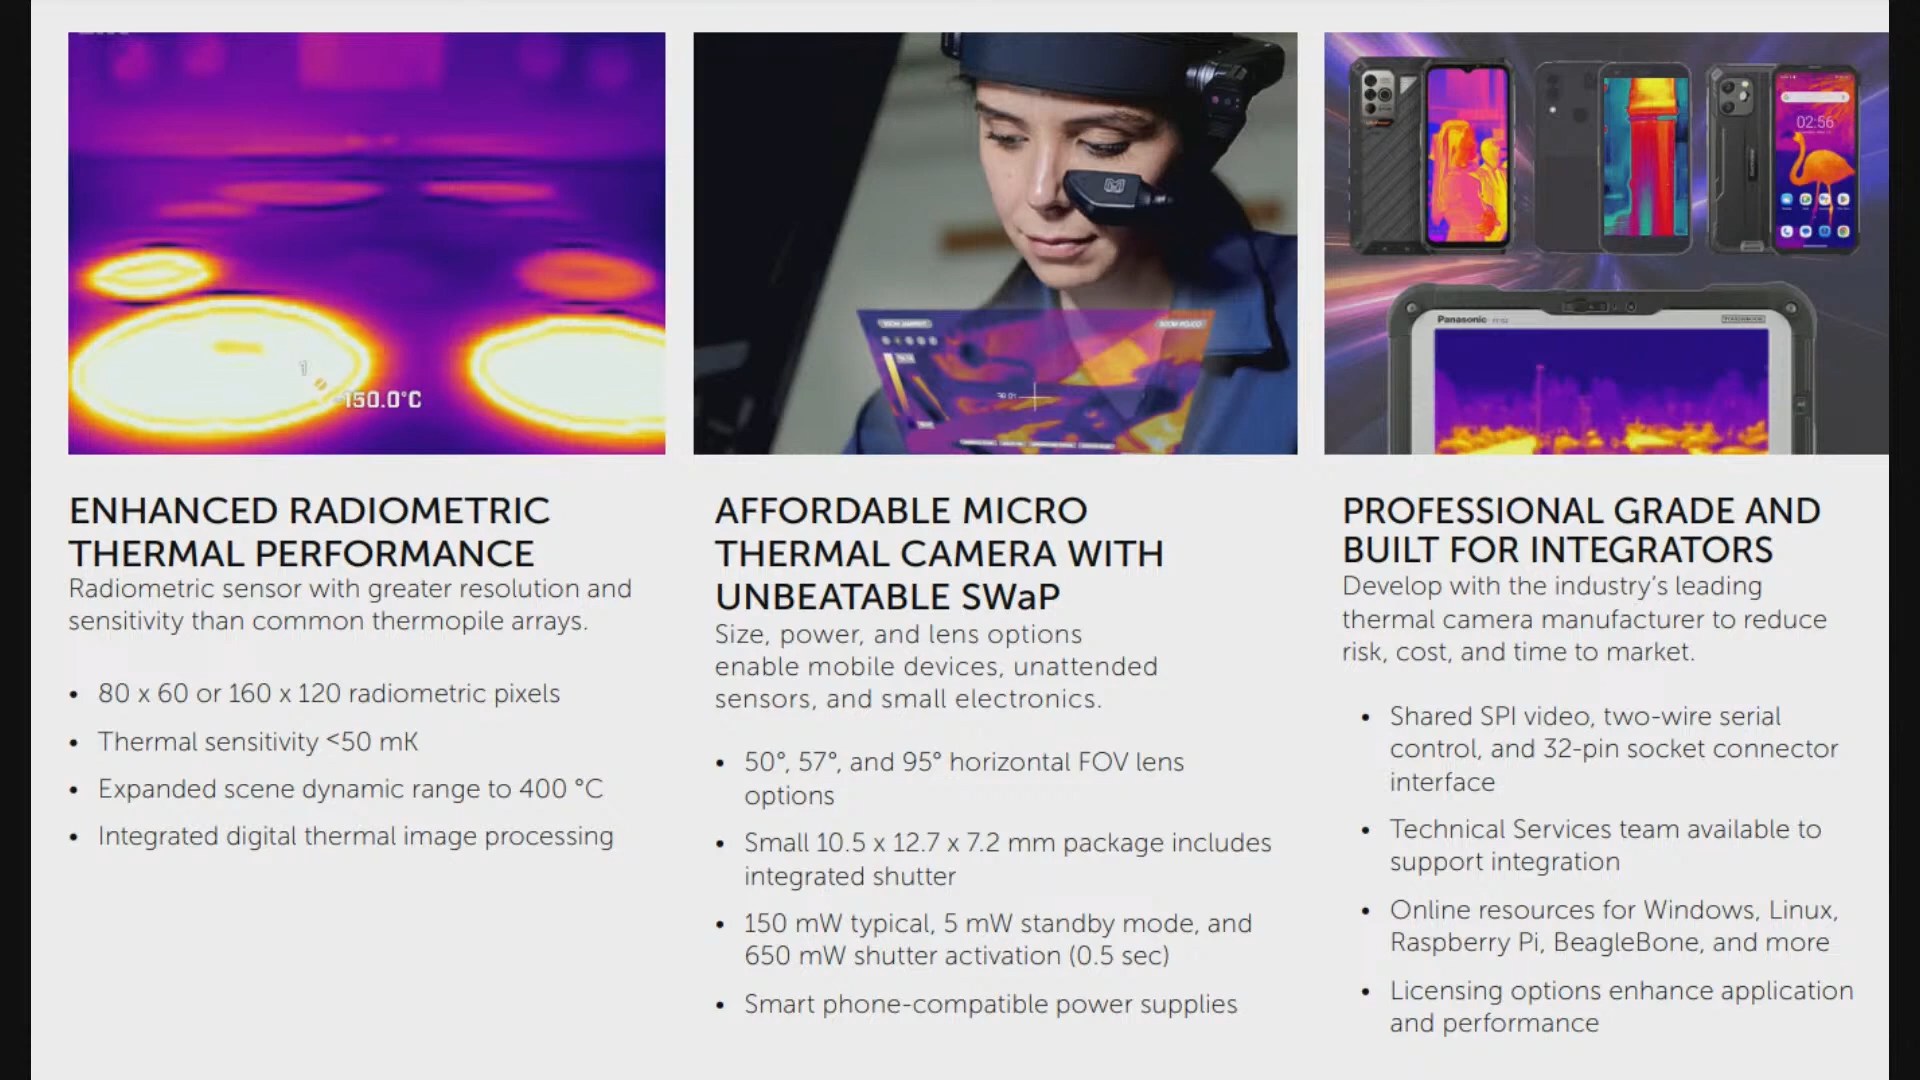 1
~150.0°C
02:56
Panasonic
TOUGHBOOK
ENHANCED RADIOMETRIC
THERMAL PERFORMANCE
Radiometric sensor with greater resolution and
sensitivity than common thermopile arrays.
• 80 x 60 or 160 x 120 radiometric pixels
• Thermal sensitivity <50 mK
• Expanded scene dynamic range to 400 °C
• Integrated digital thermal image processing
AFFORDABLE MICRO
THERMAL CAMERA WITH
UNBEATABLE SWaP
Size, power, and lens options
enable mobile devices, unattended
sensors, and small electronics.
• 50°, 57°, and 95° horizontal FOV lens
options
• Small 10.5 x 12.7 x 7.2 mm package includes
integrated shutter
• 150 mW typical, 5 mW standby mode, and
650 mW shutter activation (0.5 sec)
• Smart phone-compatible power supplies
PROFESSIONAL GRADE AND
BUILT FOR INTEGRATORS
Develop with the industry's leading
thermal camera manufacturer to reduce
risk, cost, and time to market.
• Shared SPI video, two-wire serial
control, and 32-pin socket connector
interface
• Technical Services team available to
support integration
• Online resources for Windows, Linux,
Raspberry Pi, BeagleBone, and more
• Licensing options enhance application
and performance